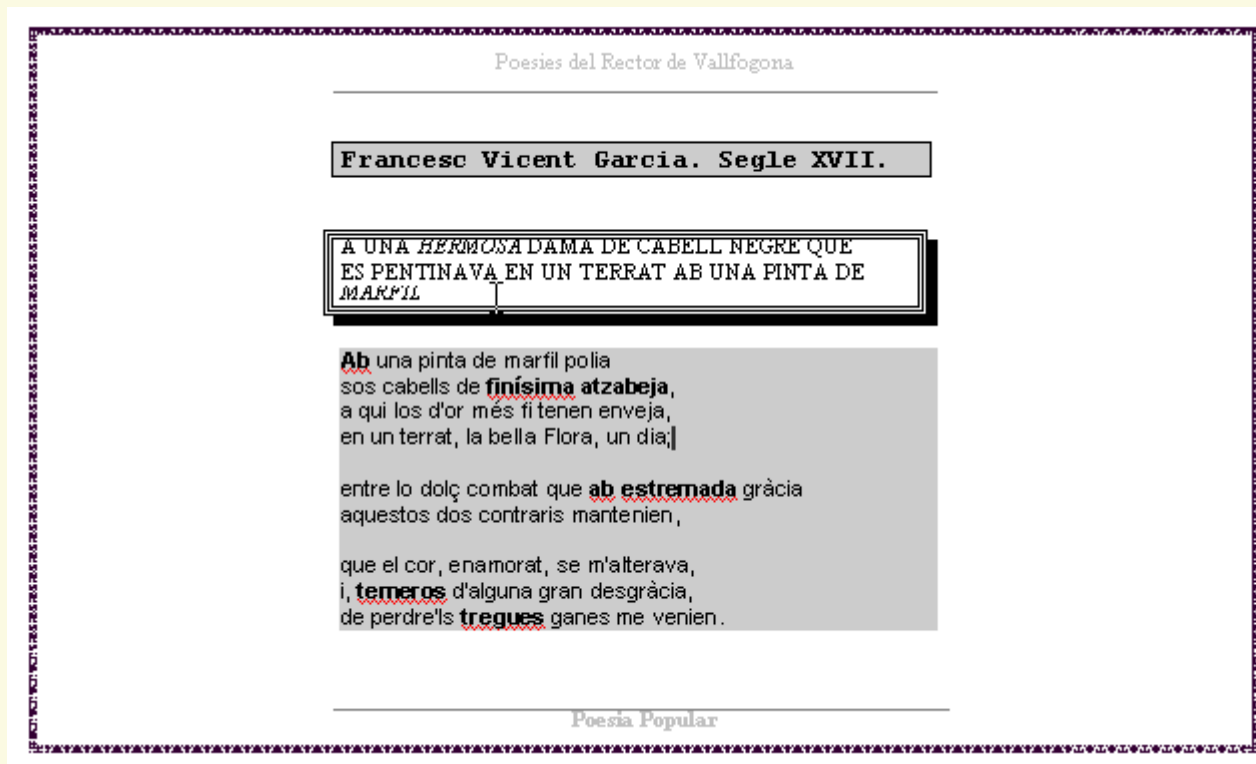 Poesies del Rector de Vallfogona
Francesc Vicent Garcia. Segle XVII.
A UNA HERMOSA DAMA DE CABELL NEGRE QUE
ES PENTINAVA EN UN TERRAT AB UNA PINTA DE
MARFIL
Ab una pinta de marfil polia
sos cabells de finísima atzabeja,
a qui los d'or més fi tenen enveja,
en un terrat, la bella Flora, un dia;
entre lo dolç combat que ab estremada gràcia
aquestos dos contraris mantenien,
que el cor, enamorat, se m'alterava,
i, temeros d'alguna gran desgràcia,
de perdre'ls tregues ganes me venien.
Poesia Popular